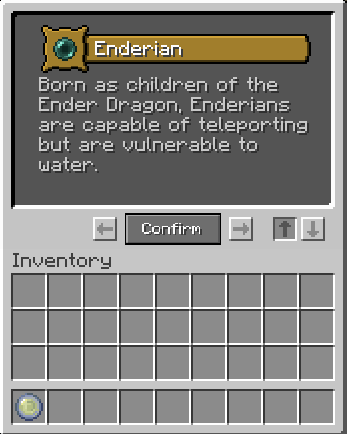 Enderian
Born as children of the
Ender Dragon, Enderians
are capable of teleporting
but are vulnerable to
water.
Confirm
Inventory